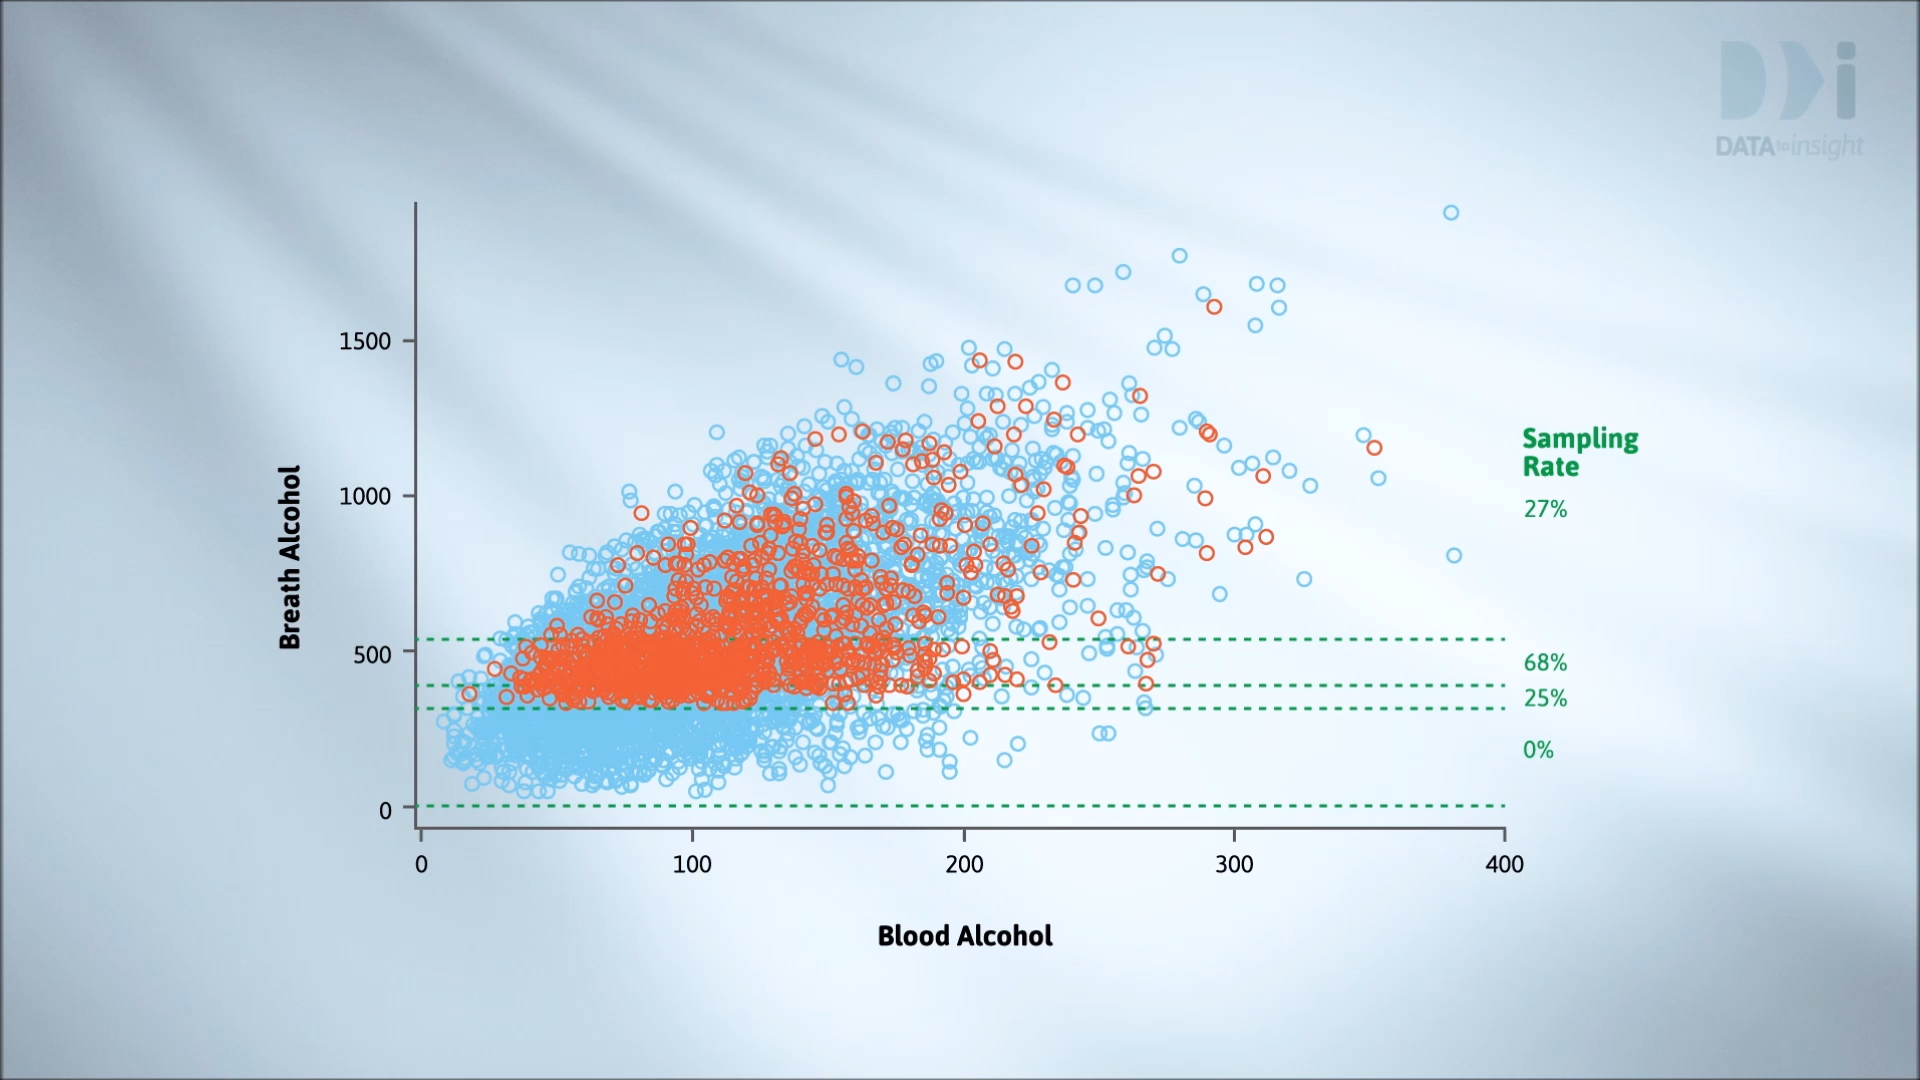 DATA to insight
1500
1000
500
0
Breath Alcohol
Sampling
Rate
27%
68%
25%
0%
0
100
200
300
400
Blood Alcohol